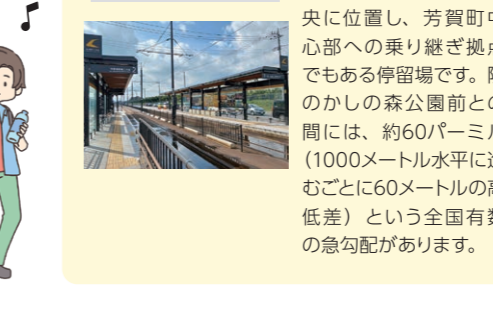 央に位置し、芳賀町中
心部への乗り継ぎ拠点
でもある停留場です。隣
のかしの森公園前との
間には、約60パーミル
（1000メートル水平に進
むごとに60メートルの高
低差）という全国有数
の急勾配があります。